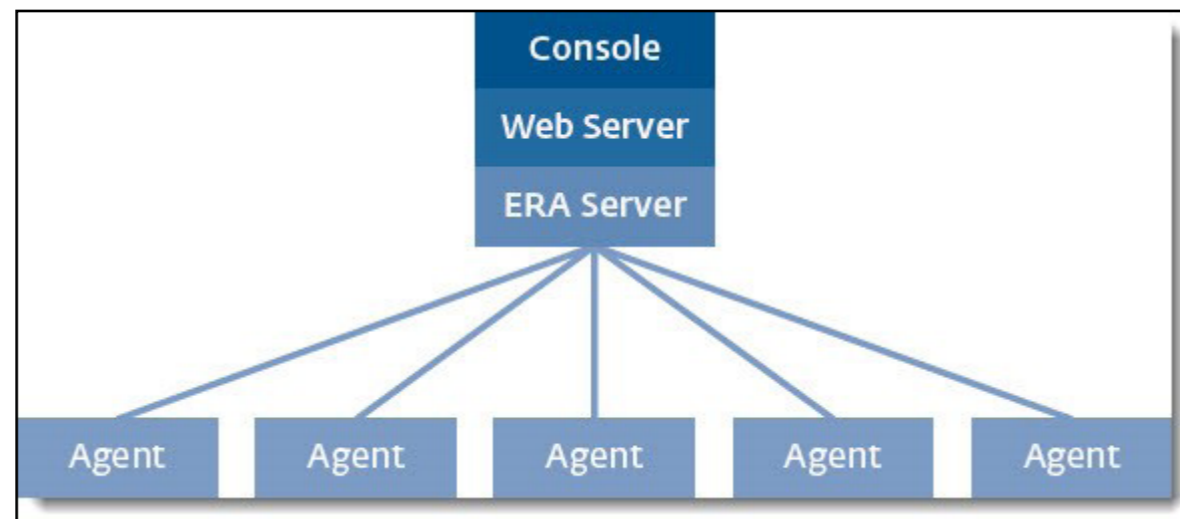 Console
Web Server
ERA Server
Agent Agent Agent Agent Agent